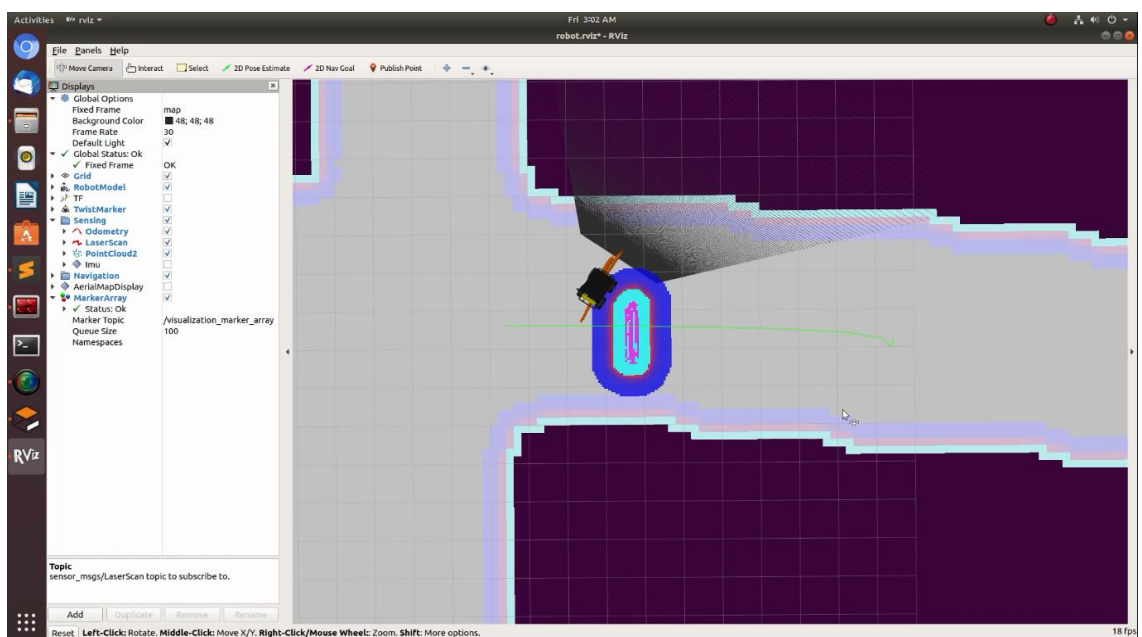 Activities RViz rviz Fri 3:02 AM
robot.rviz* - RViz
File Panels Help
Move Camera Interact Select 2D Pose Estimate 2D Nav Goal Publish Point
Displays
Global Options
Fixed Frame map
Background Color 48; 48; 48
Frame Rate 30
Default Light
Global Status: Ok
Fixed Frame OK
Grid
RobotModel
TF
TwistMarker
Sensing
Odometry
LaserScan
PointCloud2
Imu
Navigation
AerialMapDisplay
MarkerArray
Status: Ok
Marker Topic /visualization_marker_array
Queue Size 100
Namespaces
RViz
Topic
sensor_msgs/LaserScan topic to subscribe to.
Add Duplicate Remove Rename
Reset Left-Click: Rotate. Middle-Click: Move X/Y. Right-Click/Mouse Wheel:: Zoom. Shift: More options. 18 fps